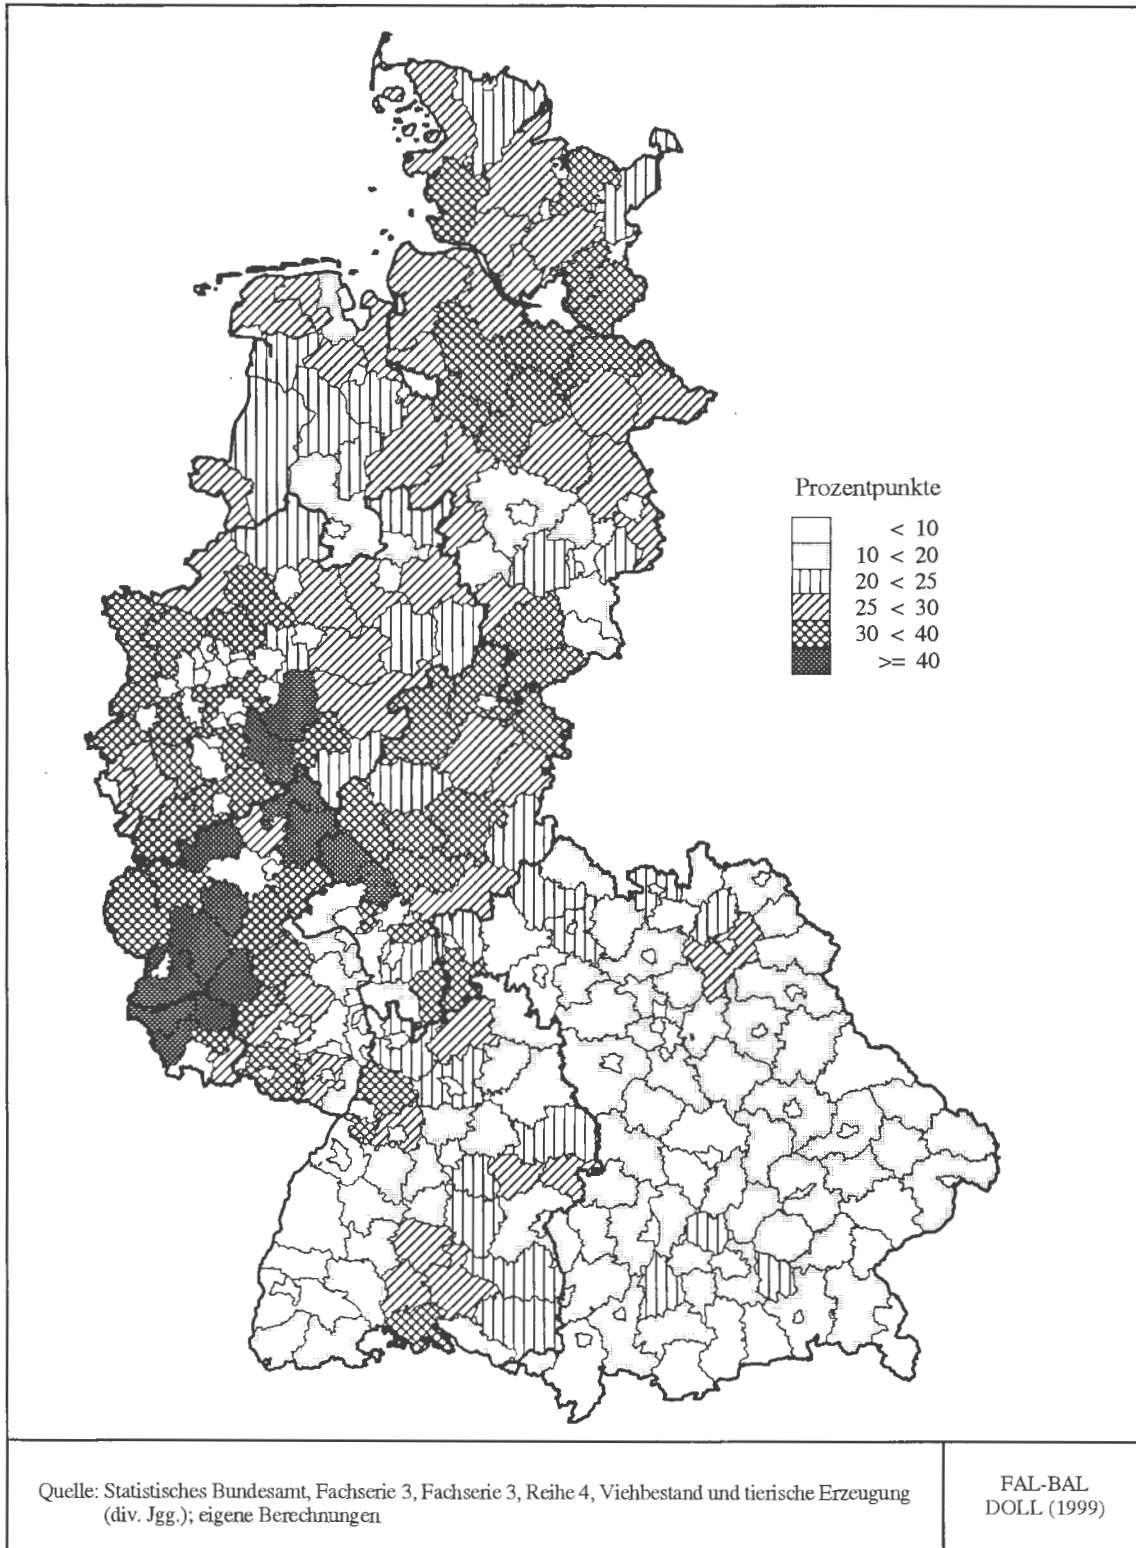 Prozentpunkte
< 10
10 < 20
20 < 25
25 < 30
30 < 40
>= 40
Quelle: Statistisches Bundesamt, Fachserie 3, Fachserie 3, Reihe 4, Viehbestand und tierische Erzeugung
(div. Jgg.); eigene Berechnungen
FAL-BAL
DOLL (1999)